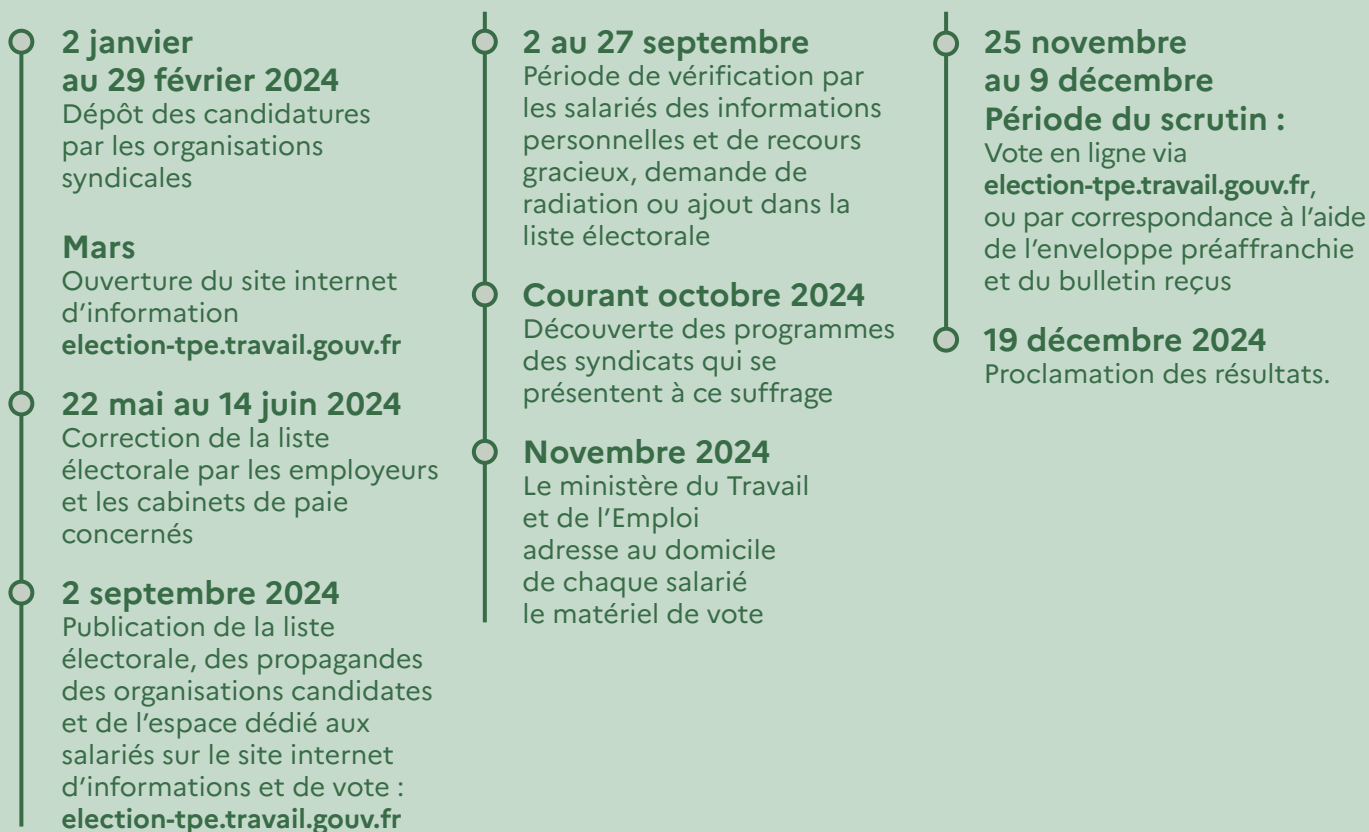 2 janvier
au 29 février 2024
Dépôt des candidatures
par les organisations
syndicales
Mars
Ouverture du site internet
d’information
election-tpe.travail.gouv.fr
22 mai au 14 juin 2024
Correction de la liste
électorale par les employeurs
et les cabinets de paie
concernés
2 septembre 2024
Publication de la liste
électorale, des propagandes
des organisations candidates
et de l’espace dédié aux
salariés sur le site internet
d’informations et de vote :
election-tpe.travail.gouv.fr
2 au 27 septembre
Période de vérification par
les salariés des informations
personnelles et de recours
gracieux, demande de
radiation ou ajout dans la
liste électorale
Courant octobre 2024
Découverte des programmes
des syndicats qui se
présentent à ce suffrage
Novembre 2024
Le ministère du Travail
et de l’Emploi
adresse au domicile
de chaque salarié
le matériel de vote
25 novembre
au 9 décembre
Période du scrutin :
Vote en ligne via
election-tpe.travail.gouv.fr,
ou par correspondance à l’aide
de l’enveloppe préaffranchie
et du bulletin reçus
19 décembre 2024
Proclamation des résultats.